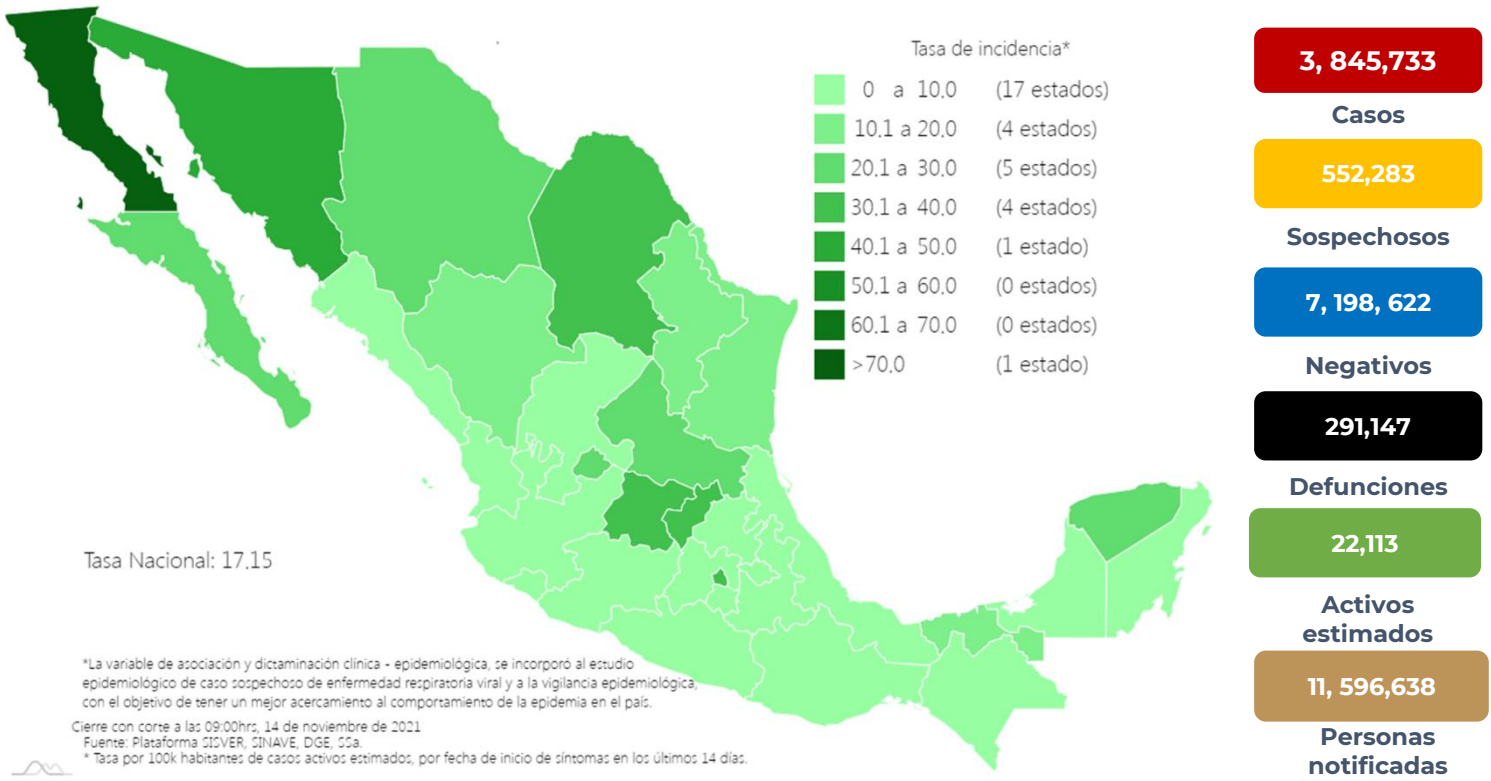 Tasa de incidencia*
0 a 10.0 (17 estados)
10.1 a 20.0 (4 estados)
20.1 a 30.0 (5 estados)
30.1 a 40.0 (4 estados)
40.1 a 50.0 (1 estado)
50.1 a 60.0 (0 estados)
60.1 a 70.0 (0 estados)
>70.0 (1 estado)
Tasa Nacional: 17.15
*La variable de asociación y dictaminación clínica - epidemiológica, se incorporó al estudio
epidemiológico de caso sospechoso de enfermedad respiratoria viral y a la vigilancia epidemiológica,
con el objetivo de tener un mejor acercamiento al comportamiento de la epidemia en el país.
Cierre con corte a las 09:00hrs, 14 de noviembre de 2021
Fuente: Plataforma SISVER, SINAVE, DGE, SSa.
* Tasa por 100k habitantes de casos activos estimados, por fecha de inicio de síntomas en los últimos 14 días.
3, 845,733
Casos
552,283
Sospechosos
7, 198, 622
Negativos
291,147
Defunciones
22,113
Activos
estimados
11, 596,638
Personas
notificadas